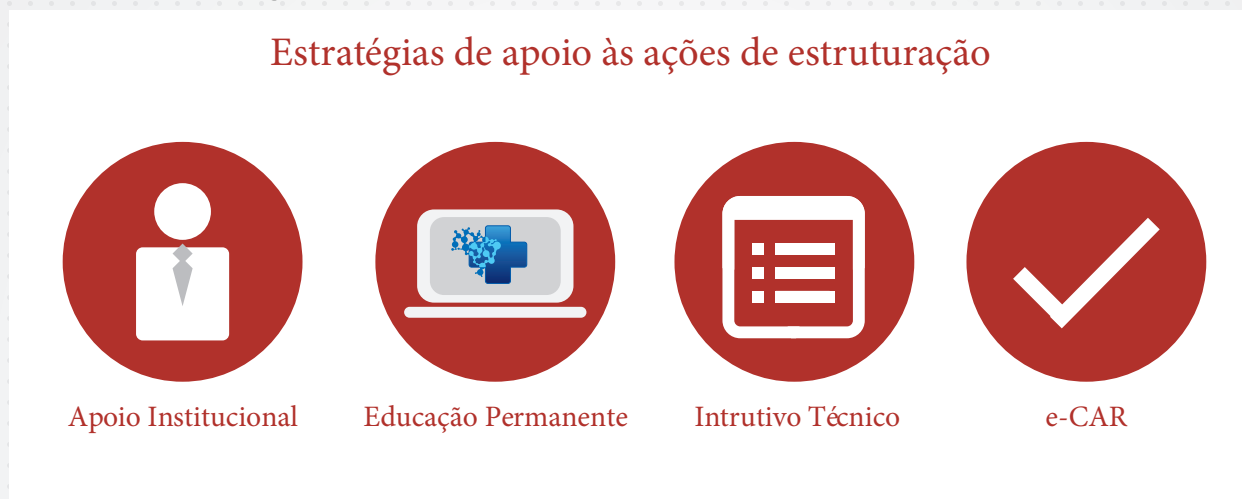 Estratégias de apoio às ações de estruturação
Apoio Institucional
Educação Permanente
Intrutivo Técnico
e-CAR